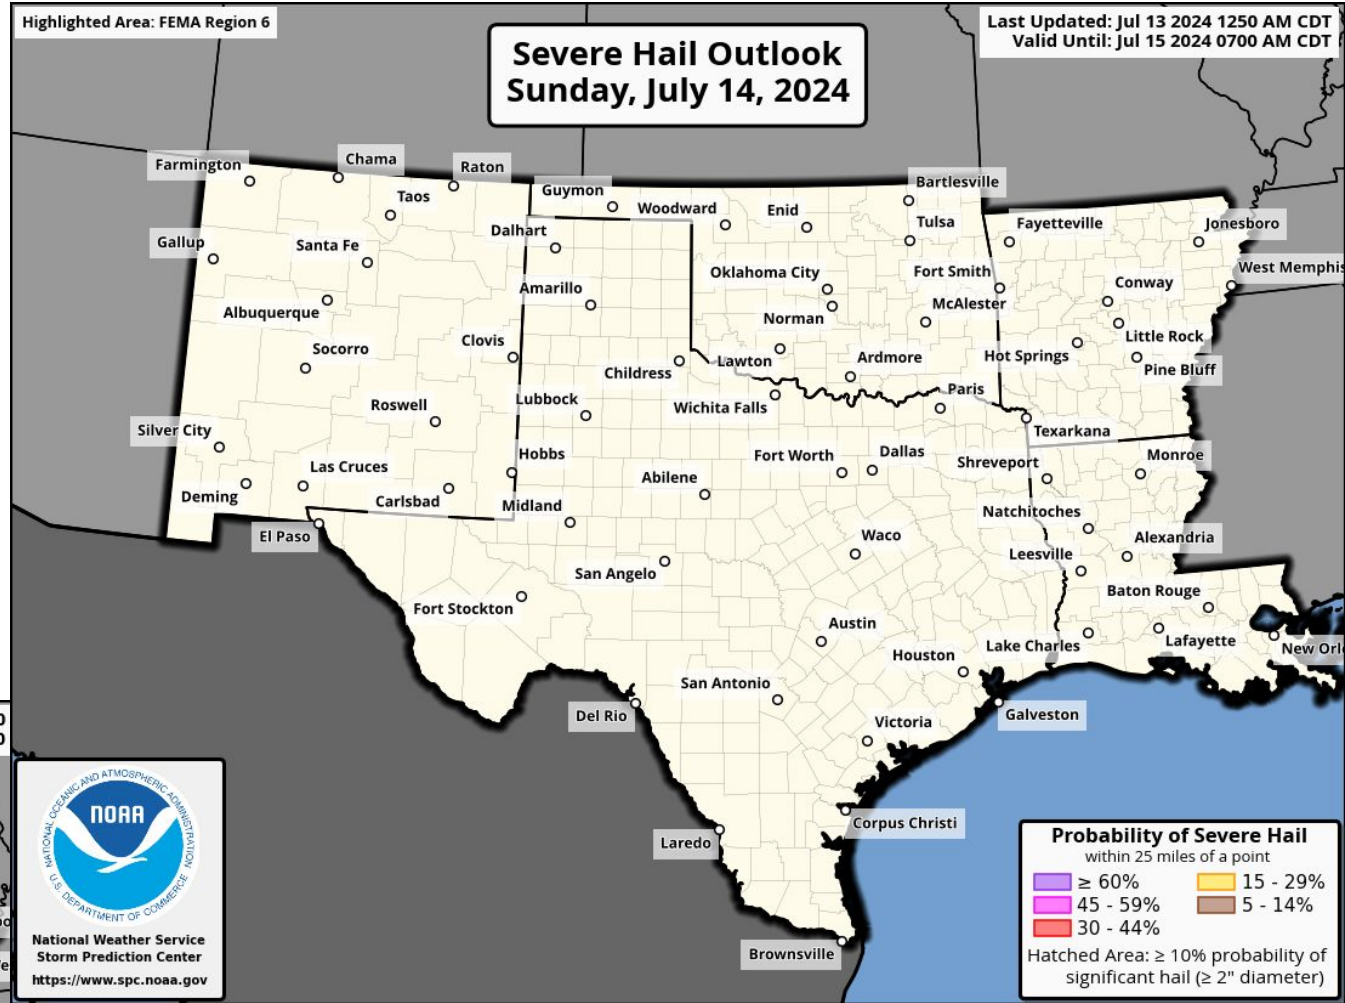 Highlighted Area: FEMA Region 6
Last Updated: Jul 13 2024 1250 AM CDT
Valid Until: Jul 15 2024 0700 AM CDT
Severe Hail Outlook
Sunday, July 14, 2024
Farmington
Chama
Raton
Taos
Guymon
Woodward
Enid
Bartlesville
Tulsa
Fayetteville
Jonesboro
Gallup
Santa Fe
Dalhart
Oklahoma City
Fort Smith
West Memphis
Amarillo
Conway
Albuquerque
Norman
McAlester
Socorro
Clovis
Little Rock
Childress
Lawton
Ardmore
Hot Springs
Pine Bluff
Roswell
Lubbock
Wichita Falls
Paris
Silver City
Texarkana
Las Cruces
Hobbs
Fort Worth
Dallas
Shreveport
Monroe
Deming
Carlsbad
Abilene
Midland
Natchitoches
El Paso
Waco
Alexandria
Leesville
San Angelo
Fort Stockton
Baton Rouge
Austin
Lake Charles
Lafayette
New Orl
Houston
San Antonio
Del Rio
Victoria
Galveston
Laredo
Corpus Christi
Brownsville
NATIONAL OCEANIC AND ATMOSPHERIC ADMINISTRATION
NOAA
U.S. DEPARTMENT OF COMMERCE
National Weather Service
Storm Prediction Center
https://www.spc.noaa.gov
Probability of Severe Hail
within 25 miles of a point
≥ 60%
45 - 59%
30 - 44%
15 - 29%
5 - 14%
Hatched Area: ≥ 10% probability of
significant hail (≥ 2" diameter)